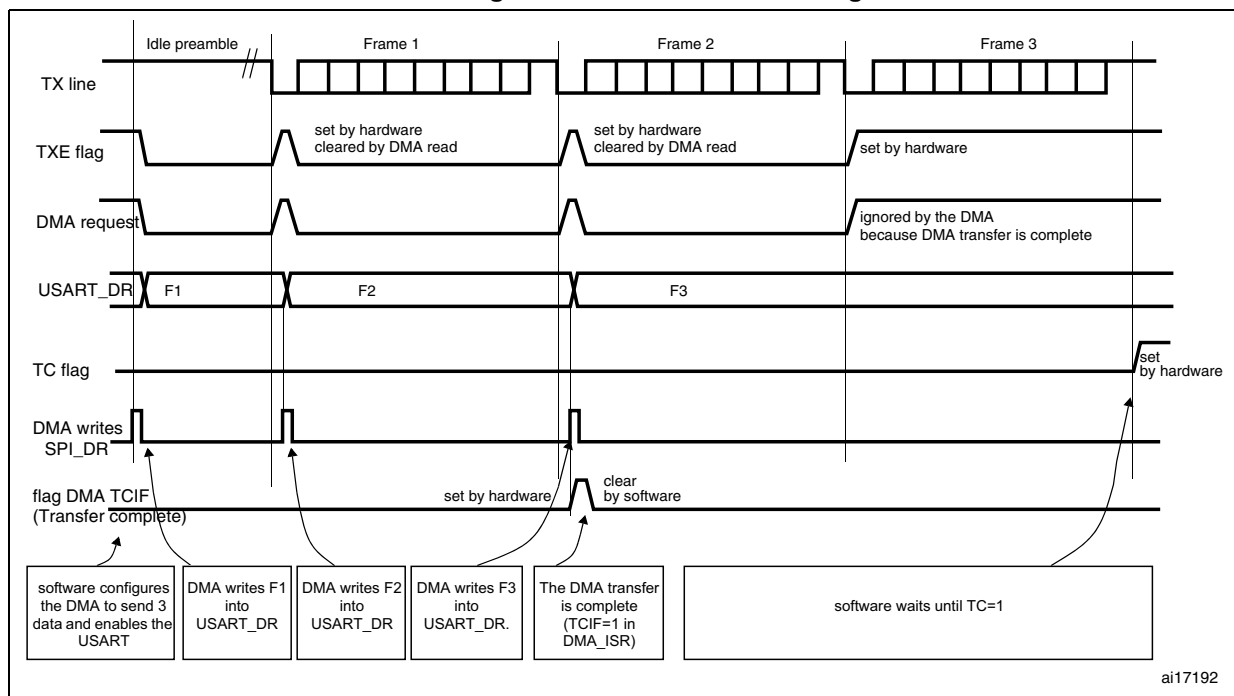 Idle preamble
Frame 1
Frame 2
Frame 3
TX line
TXE flag
set by hardware
cleared by DMA read
set by hardware
cleared by DMA read
set by hardware
DMA request
ignored by the DMA
because DMA transfer is complete
USART_DR
F1
F2
F3
TC flag
set
by hardware
DMA writes
SPI_DR
flag DMA TCIF
(Transfer complete)
set by hardware
clear
by software
software configures
the DMA to send 3
data and enables the
USART
DMA writes F1
into
USART_DR
DMA writes F2
into
USART_DR
DMA writes F3
into
USART_DR.
The DMA transfer
is complete
(TCIF=1 in
DMA_ISR)
software waits until TC=1
ai17192